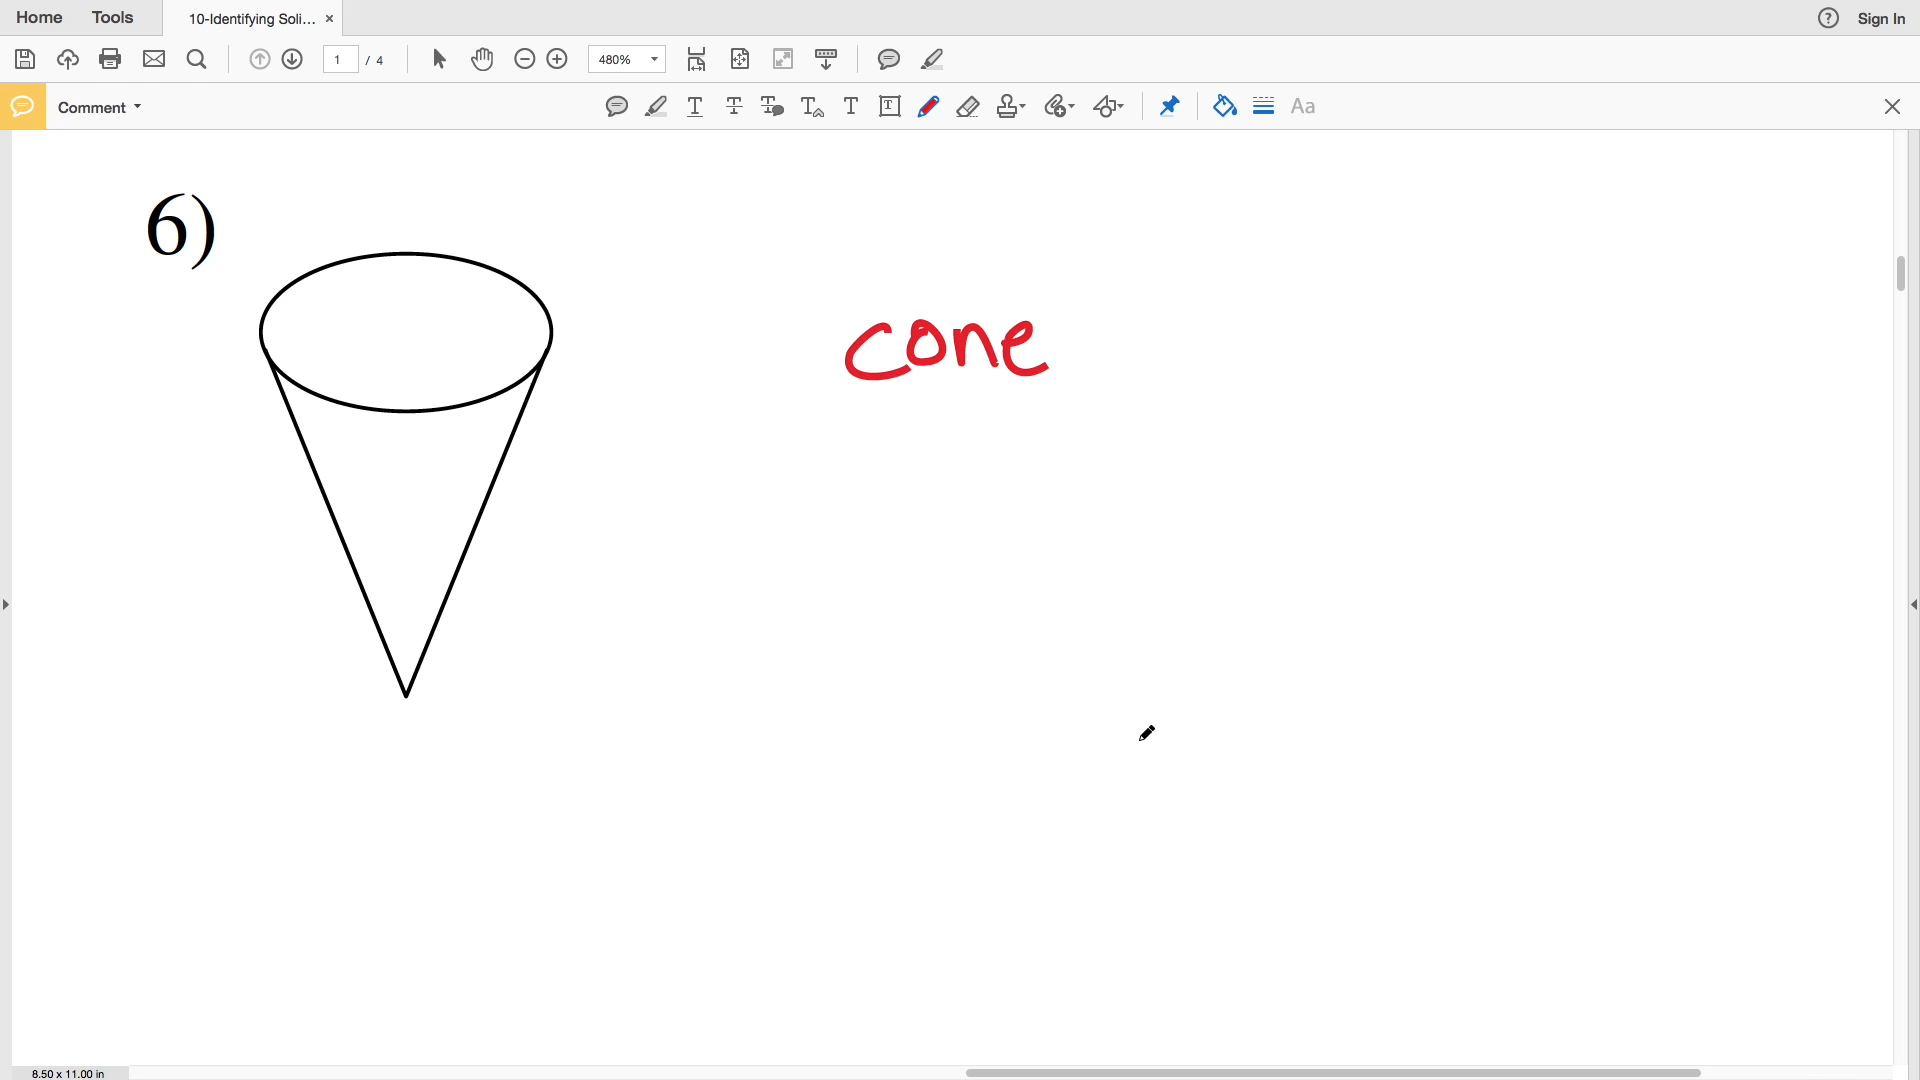 Home Tools 10-Identifying Soli... × ? Sign In
1 / 4 480%
Comment T T T T T T Aa
6)
cone
8.50 x 11.00 in